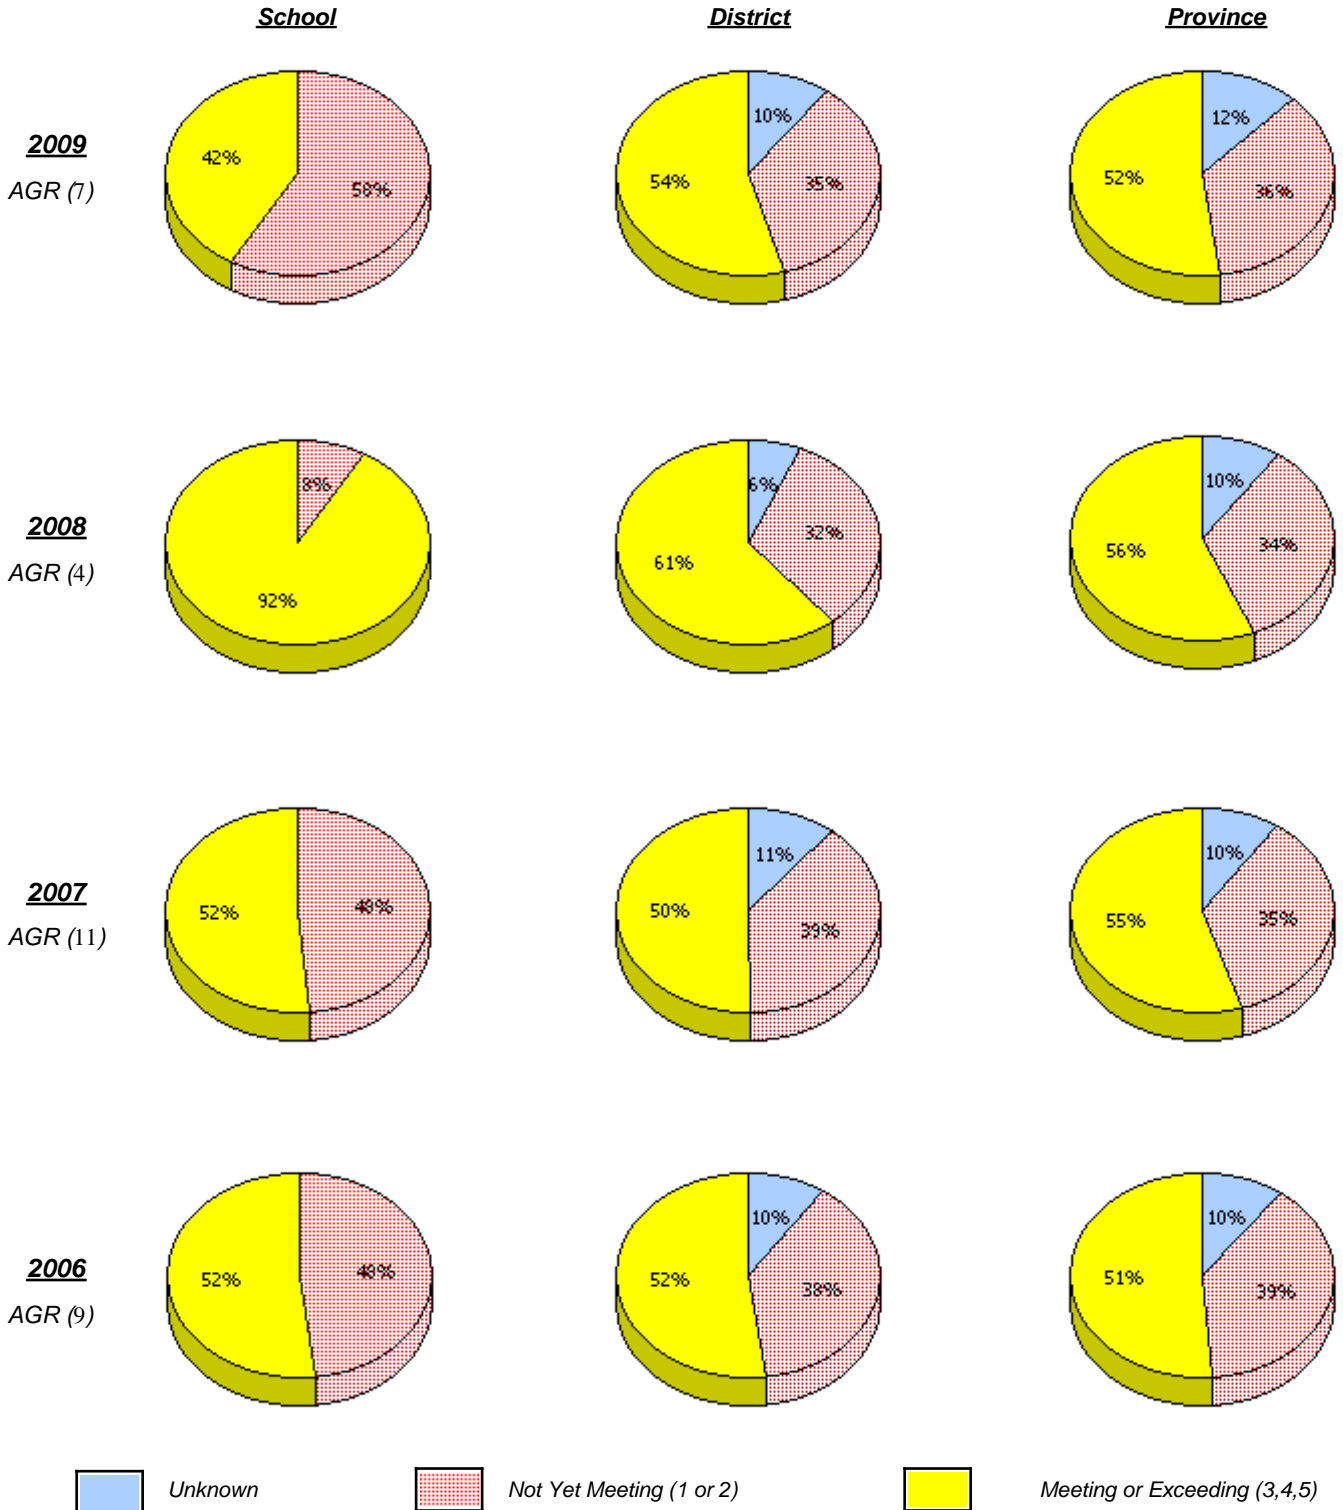 School District Province
2009
AGR (7)
42% 58%
10% 54% 35%
12% 52% 36%
2008
AGR (4)
8% 92%
6% 32% 61%
10% 34% 56%
2007
AGR (11)
52% 48%
11% 50% 39%
10% 55% 35%
2006
AGR (9)
52% 48%
10% 52% 38%
10% 51% 39%
Unknown Not Yet Meeting (1 or 2) Meeting or Exceeding (3,4,5)